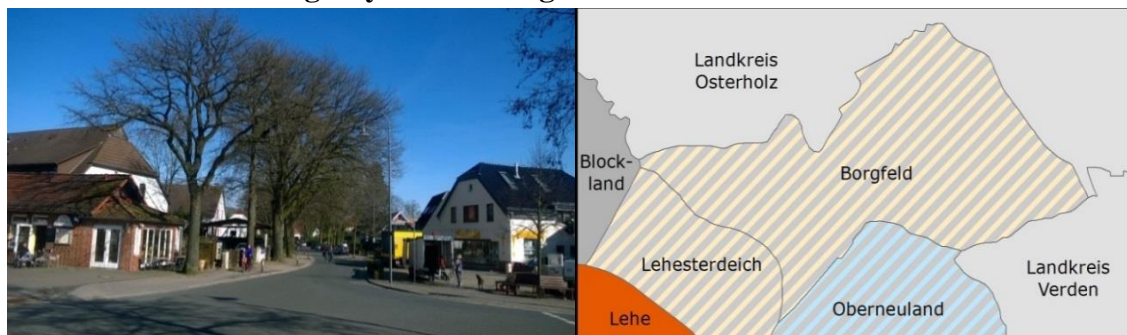 Landkreis
Osterholz
Block-
land
Borgfeld
Lehesterdeich
Landkreis
Verden
Oberneuland
Lehe